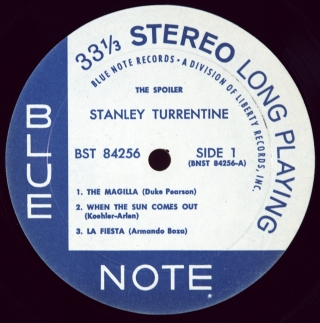 33⅓ STEREO LONG PLAYING
BLUE NOTE RECORDS • A DIVISION OF LIBERTY RECORDS, INC.
THE SPOILER
STANLEY TURRENTINE
BST 84256 SIDE 1
(BNST 84256-A)
1. THE MAGILLA (Duke Pearson)
2. WHEN THE SUN COMES OUT
(Koehler-Arlen)
3. LA FIESTA (Armando Boza)
BLUE
NOTE